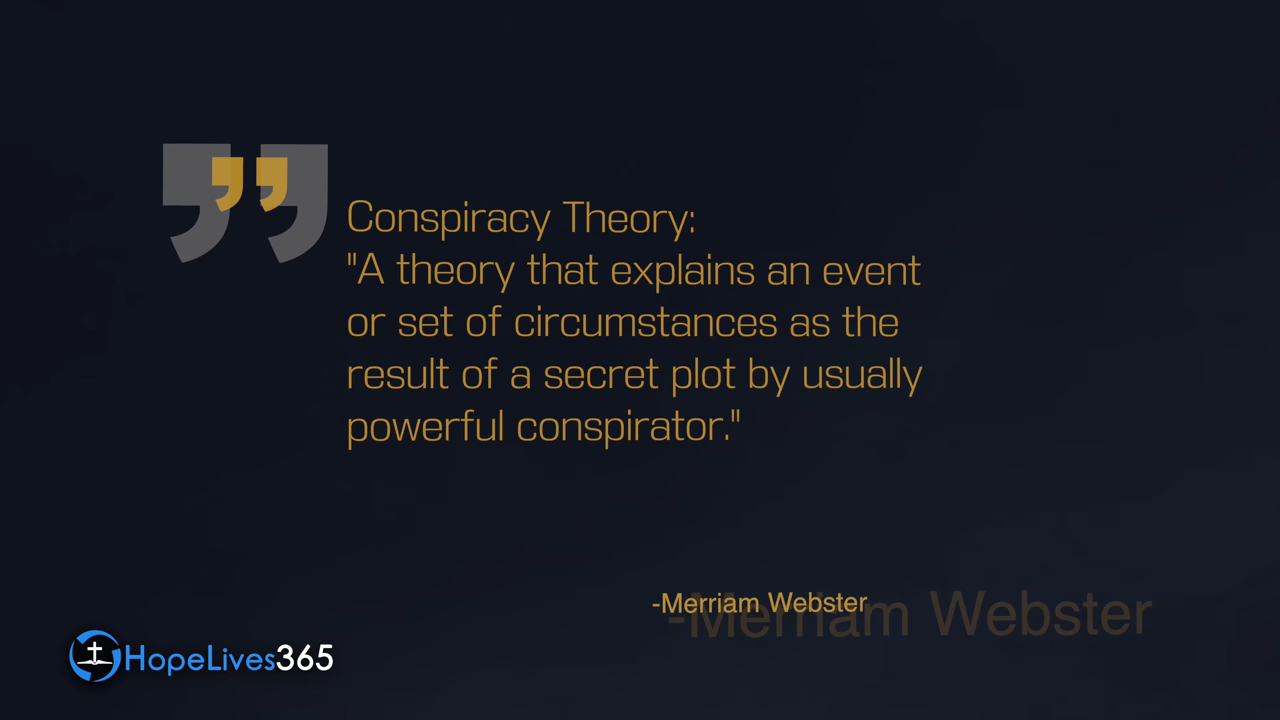 Conspiracy Theory:
"A theory that explains an event
or set of circumstances as the
result of a secret plot by usually
powerful conspirator."
-Merriam Webster
-Merriam Webster
HopeLives365